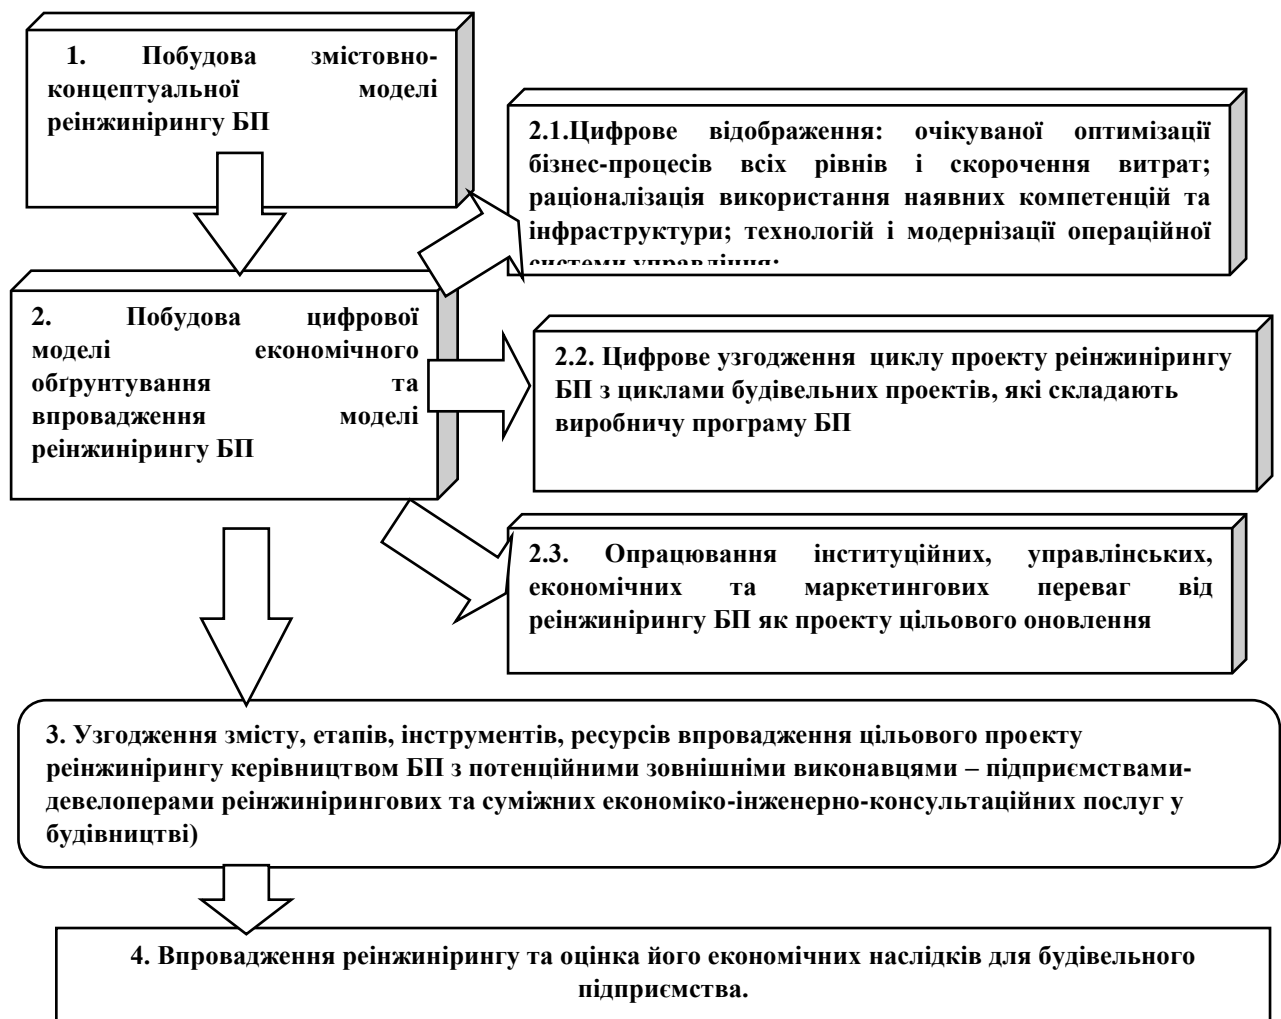 1. Побудова змістовно-
концептуальної моделі
реінжинірингу БП
2.1.Цифрове відображення: очікуваної оптимізації
бізнес-процесів всіх рівнів і скорочення витрат;
раціоналізація використання наявних компетенцій та
інфраструктури; технологій і модернізації операційної
системи управління;
2. Побудова цифрової
моделі економічного
обґрунтування та
впровадження моделі
реінжинірингу БП
2.2. Цифрове узгодження циклу проекту реінжинірингу
БП з циклами будівельних проектів, які складають
виробничу програму БП
2.3. Опрацювання інституційних, управлінських,
економічних та маркетингових переваг від
реінжинірингу БП як проекту цільового оновлення
3. Узгодження змісту, етапів, інструментів, ресурсів впровадження цільового проекту
реінжинірингу керівництвом БП з потенційними зовнішніми виконавцями – підприємствами-
девелоперами реінжинірингових та суміжних економіко-інженерно-консультаційних послуг у
будівництві)
4. Впровадження реінжинірингу та оцінка його економічних наслідків для будівельного
підприємства.